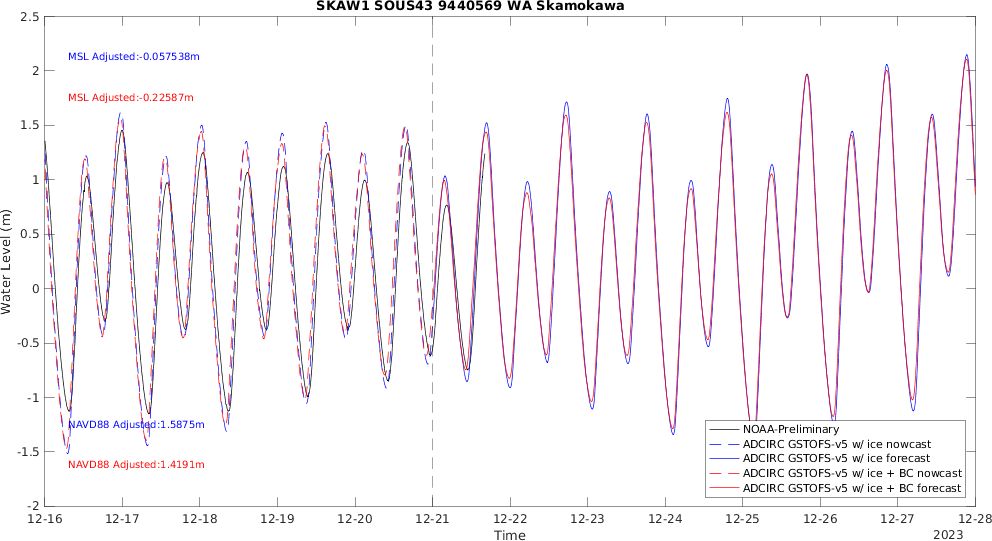 SKAW1 SOUS43 9440569 WA Skamokawa
2.5
2
1.5
1
0.5
0
-0.5
-1
-1.5
-2
Water Level (m)
MSL Adjusted:-0.057538m
MSL Adjusted:-0.22587m
NAVD88 Adjusted:1.5875m
NAVD88 Adjusted:1.4191m
NOAA-Preliminary
ADCIRC GSTOFS-v5 w/ ice nowcast
ADCIRC GSTOFS-v5 w/ ice forecast
ADCIRC GSTOFS-v5 w/ ice + BC nowcast
ADCIRC GSTOFS-v5 w/ ice + BC forecast
12-16 12-17 12-18 12-19 12-20 12-21 12-22 12-23 12-24 12-25 12-26 12-27 12-28
Time
2023